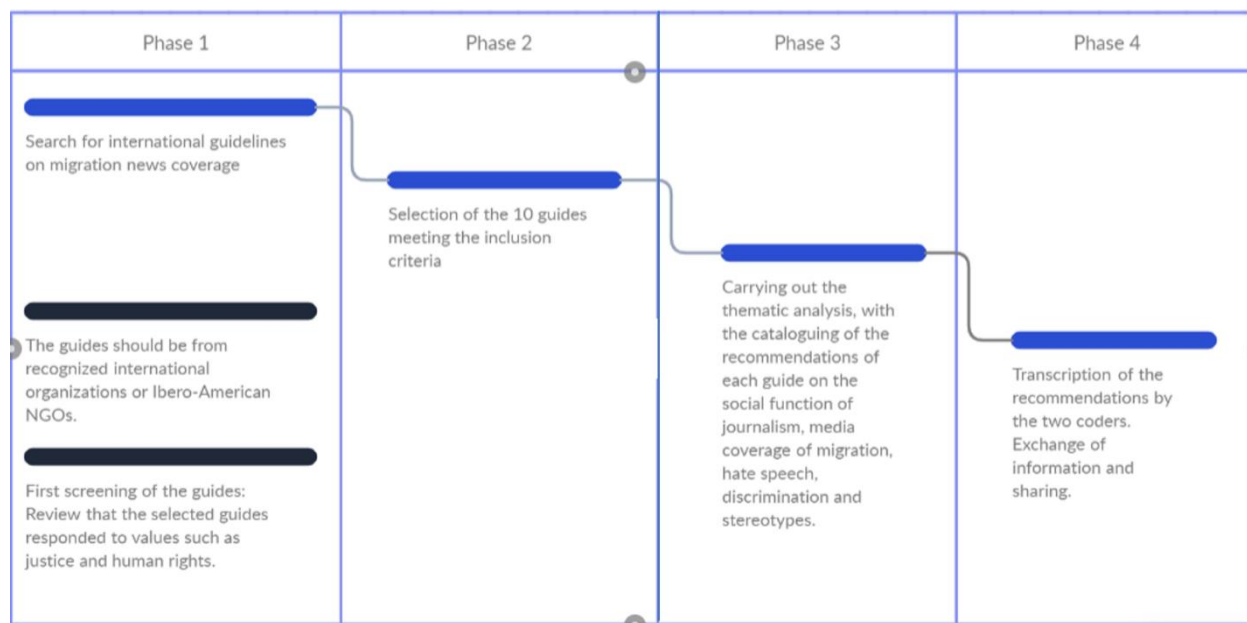 Phase 1
Phase 2
Phase 3
Phase 4
Search for international guidelines
on migration news coverage
The guides should be from
recognized international
organizations or Ibero-American
NGOs.
First screening of the guides:
Review that the selected guides
responded to values such as
justice and human rights.
Selection of the 10 guides
meeting the inclusion
criteria
Carrying out the
thematic analysis, with
the cataloguing of the
recommendations of
each guide on the
social function of
journalism, media
coverage of migration,
hate speech,
discrimination and
stereotypes.
Transcription of the
recommendations by
the two coders.
Exchange of
information and
sharing.